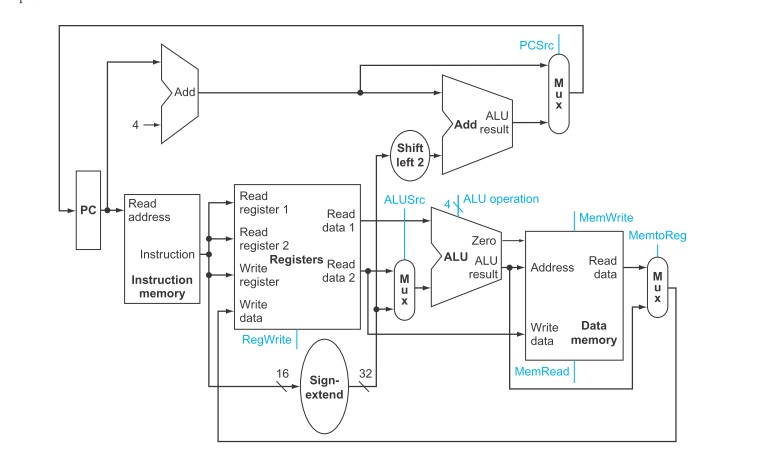 PCSrc
Add
M
u
x
4
Add
ALU
result
Shift
left 2
PC
Read
address
Instruction
Instruction
memory
Read
register 1
Read
register 2
Write
register
Write
data
Registers
Read
data 1
Read
data 2
RegWrite
ALUSrc
M
u
x
4
ALU operation
Zero
ALU
ALU
result
MemWrite
Address
Read
data
Write
data
Data
memory
MemRead
MemtoReg
M
u
x
16
Sign-
extend
32